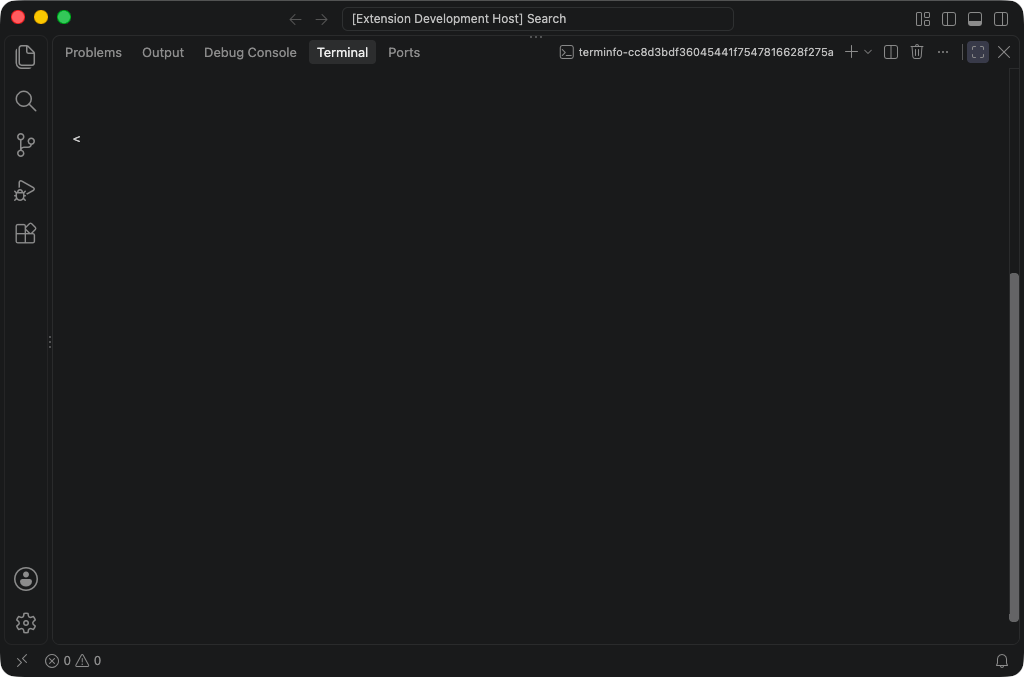 [Extension Development Host] Search
Problems Output Debug Console Terminal Ports terminfo-cc8d3bdf36045441f7547816628f275a
<
0 0